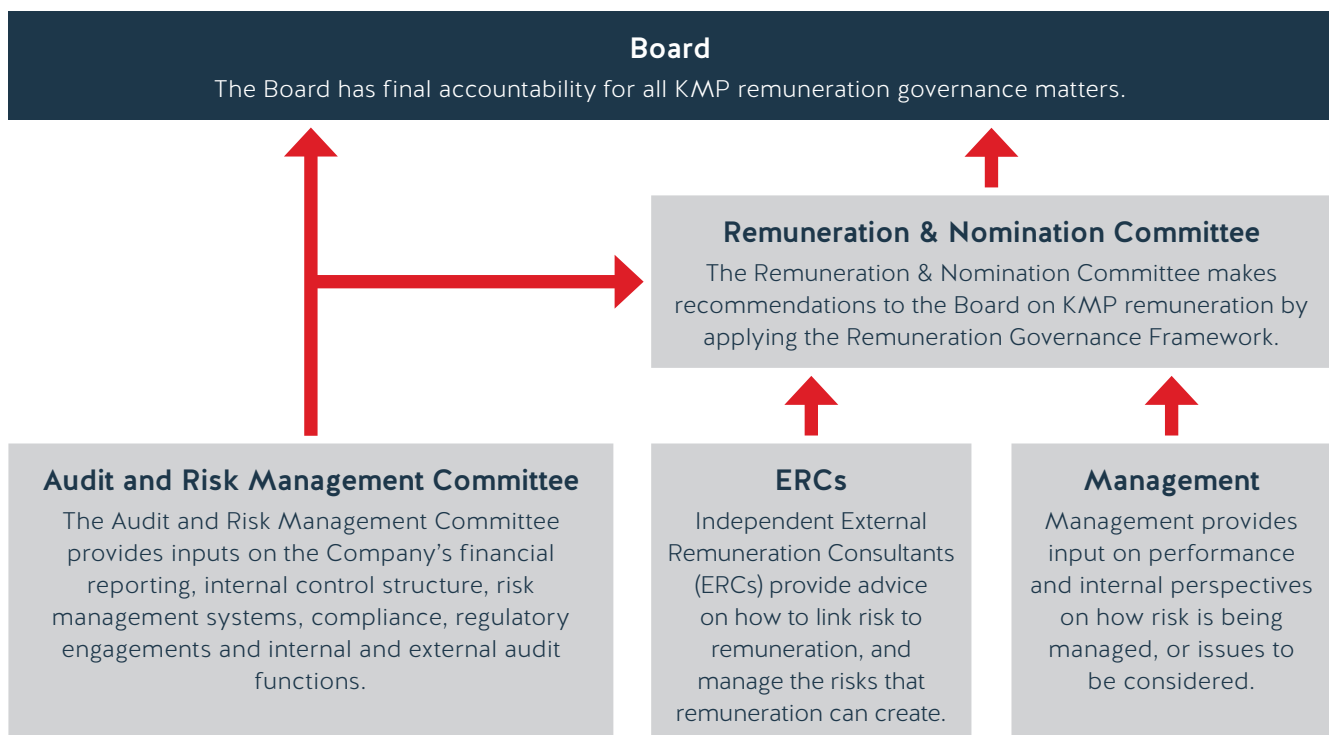 Board
The Board has final accountability for all KMP remuneration governance matters.
Remuneration & Nomination Committee
The Remuneration & Nomination Committee makes
recommendations to the Board on KMP remuneration by
applying the Remuneration Governance Framework.
Audit and Risk Management Committee
The Audit and Risk Management Committee
provides inputs on the Company's financial
reporting, internal control structure, risk
management systems, compliance, regulatory
engagements and internal and external audit
functions.
ERCs
Independent External
Remuneration Consultants
(ERCs) provide advice
on how to link risk to
remuneration, and
manage the risks that
remuneration can create.
Management
Management provides
input on performance
and internal perspectives
on how risk is being
managed, or issues to
be considered.